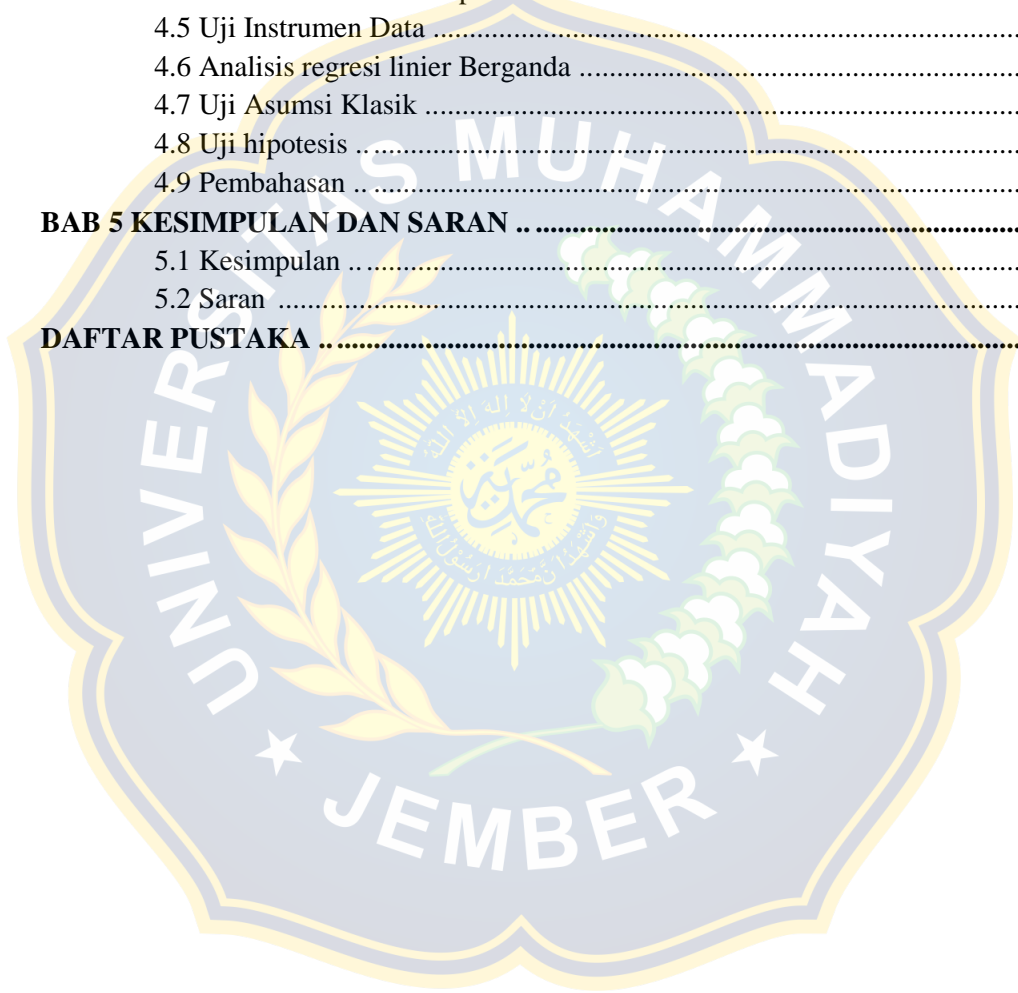 4.5 Uji Instrumen Data ................................................................
4.6 Analisis regresi linier Berganda ................................................................
4.7 Uji Asumsi Klasik ................................................................
4.8 Uji hipotesis ................................................................
4.9 Pembahasan .. ................................................................
BAB 5 KESIMPULAN DAN SARAN .. ................................................................
5.1 Kesimpulan .. ................................................................
5.2 Saran ................................................................
DAFTAR PUSTAKA .. ................................................................
UNIVERSITAS MUHAMMADIYAH
JEMBER